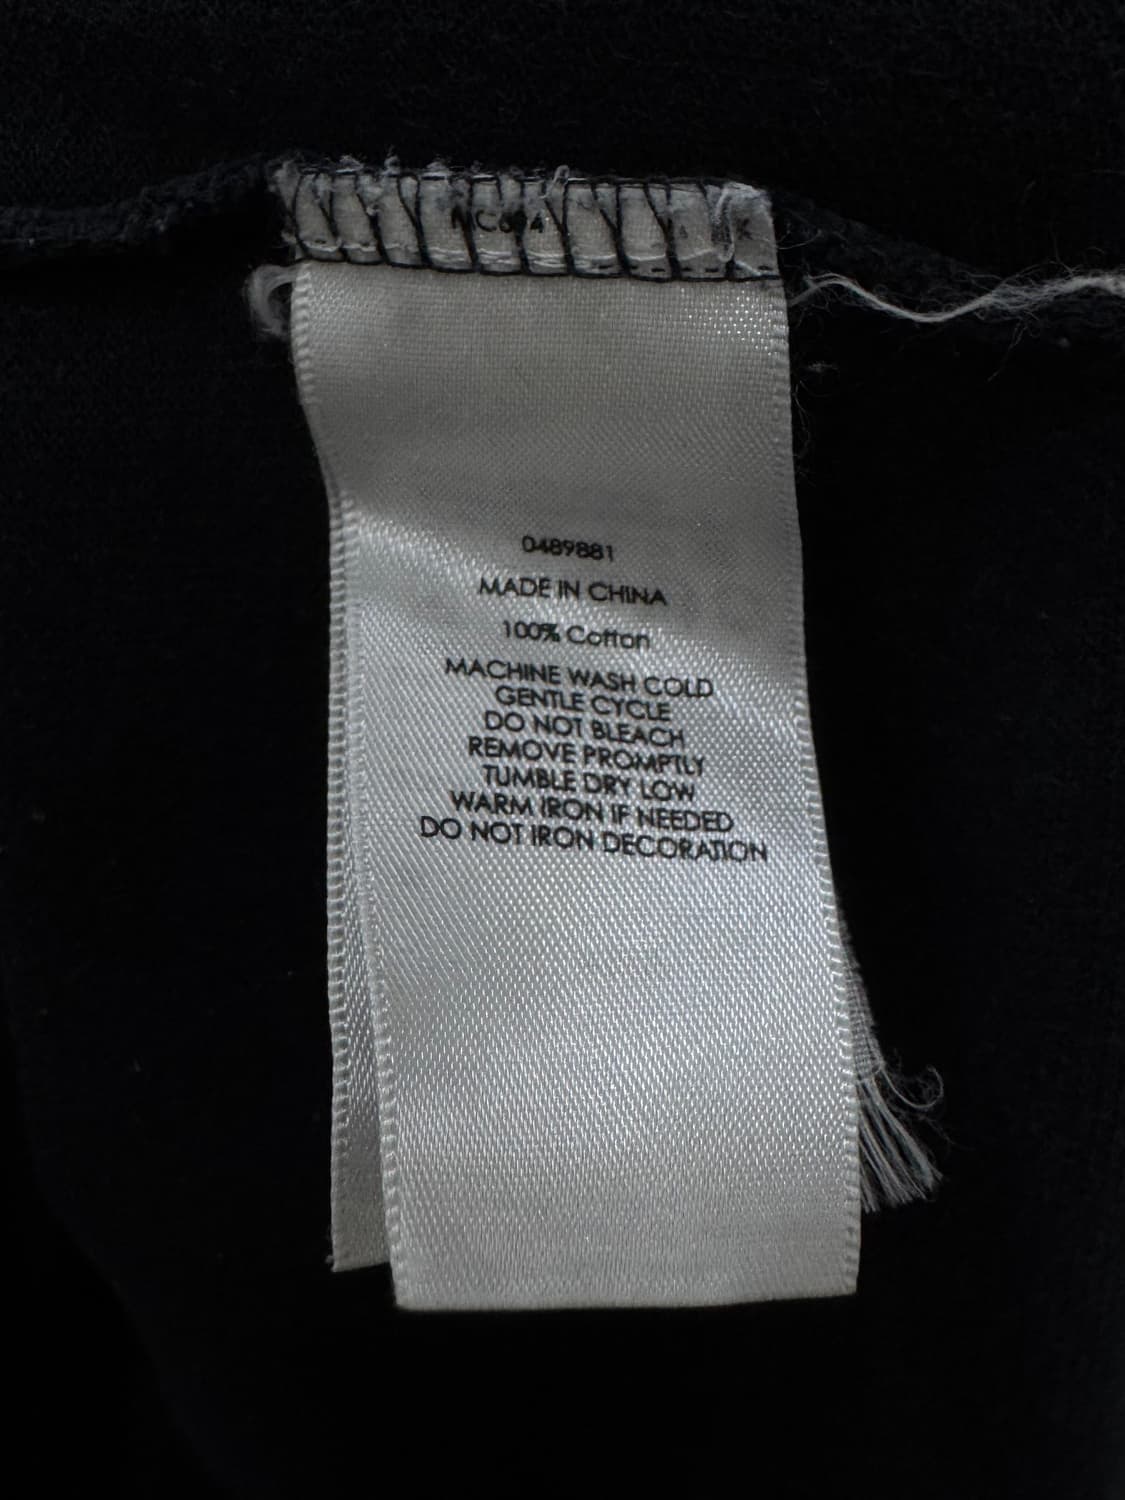 0489881
MADE IN CHINA
100% Cotton
MACHINE WASH COLD
GENTLE CYCLE
DO NOT BLEACH
REMOVE PROMPTLY
TUMBLE DRY LOW
WARM IRON IF NEEDED
DO NOT IRON DECORATION